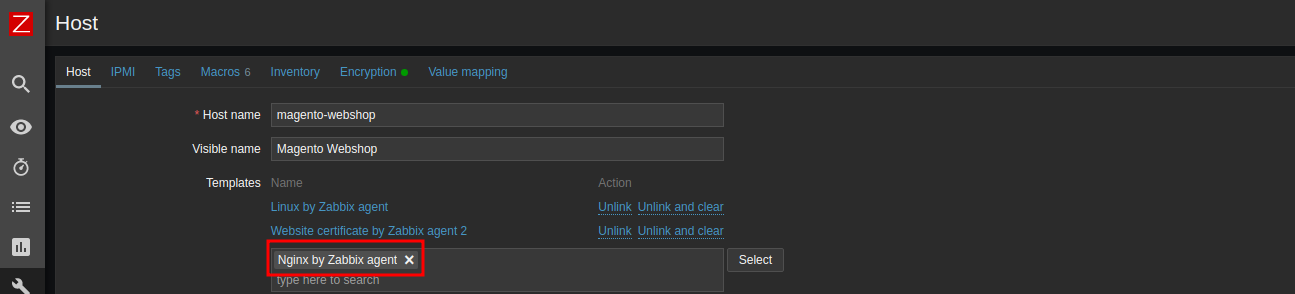 Z
Host
Host IPMI Tags Macros 6 Inventory Encryption Value mapping
* Host name magento-webshop
Visible name Magento Webshop
Templates Name Action
Linux by Zabbix agent Unlink Unlink and clear
Website certificate by Zabbix agent 2 Unlink Unlink and clear
Nginx by Zabbix agent Select
type here to search